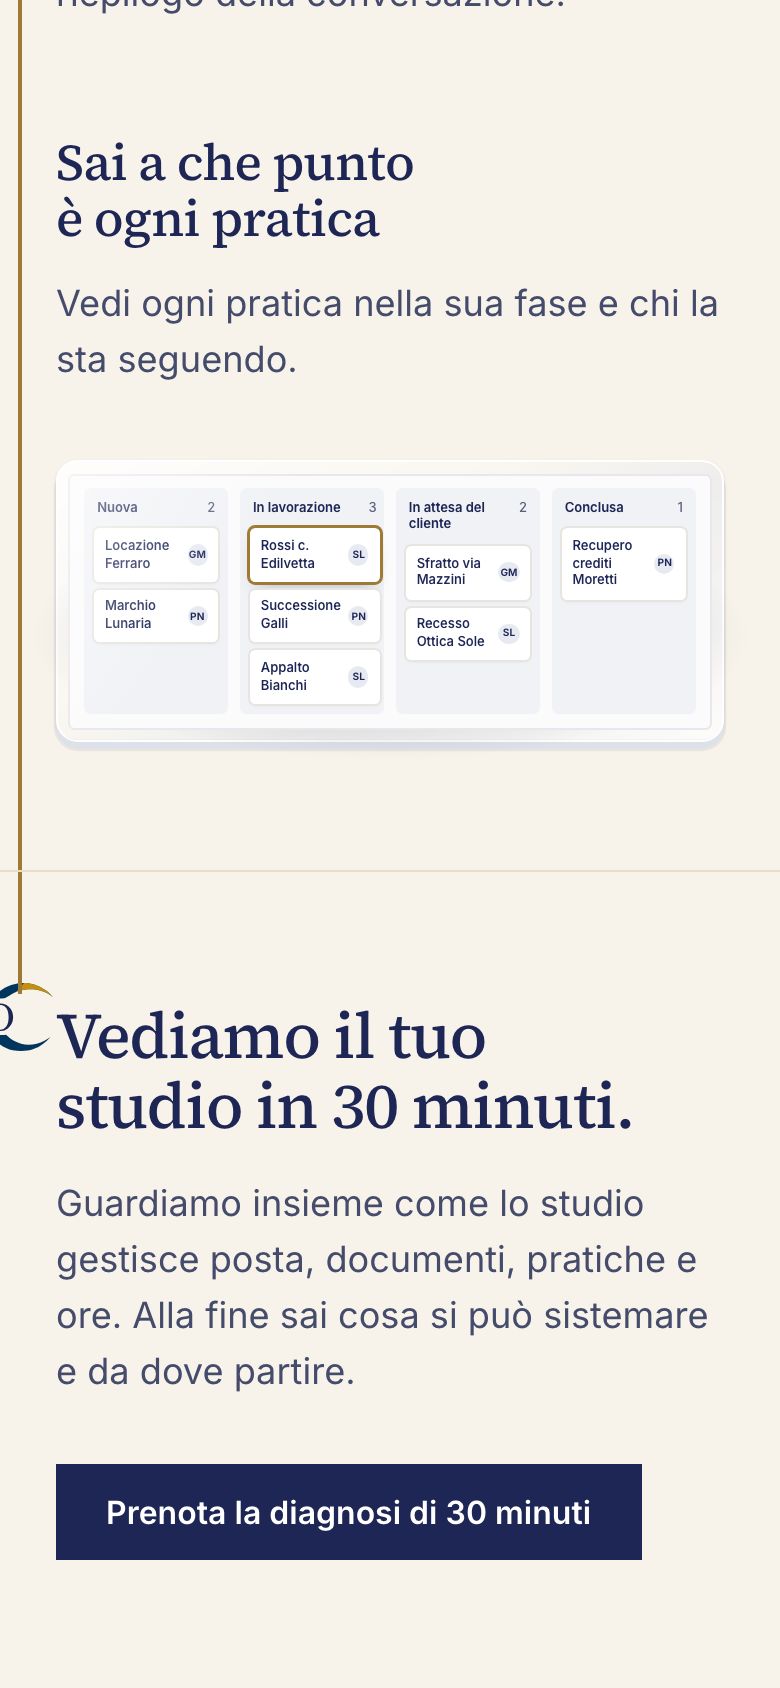 riepilogo della conversazione.
Sai a che punto
è ogni pratica
Vedi ogni pratica nella sua fase e chi la
sta seguendo.
Nuova 2
Locazione
Ferraro
GM
Marchio
Lunaria
PN
In lavorazione 3
Rossi c.
Edilvetta
SL
Successione
Galli
PN
Appalto
Bianchi
SL
In attesa del
cliente
2
Sfratto via
Mazzini
GM
Recesso
Ottica Sole
SL
Conclusa 1
Recupero
crediti
Moretti
PN
Vediamo il tuo
studio in 30 minuti.
Guardiamo insieme come lo studio
gestisce posta, documenti, pratiche e
ore. Alla fine sai cosa si può sistemare
e da dove partire.
Prenota la diagnosi di 30 minuti